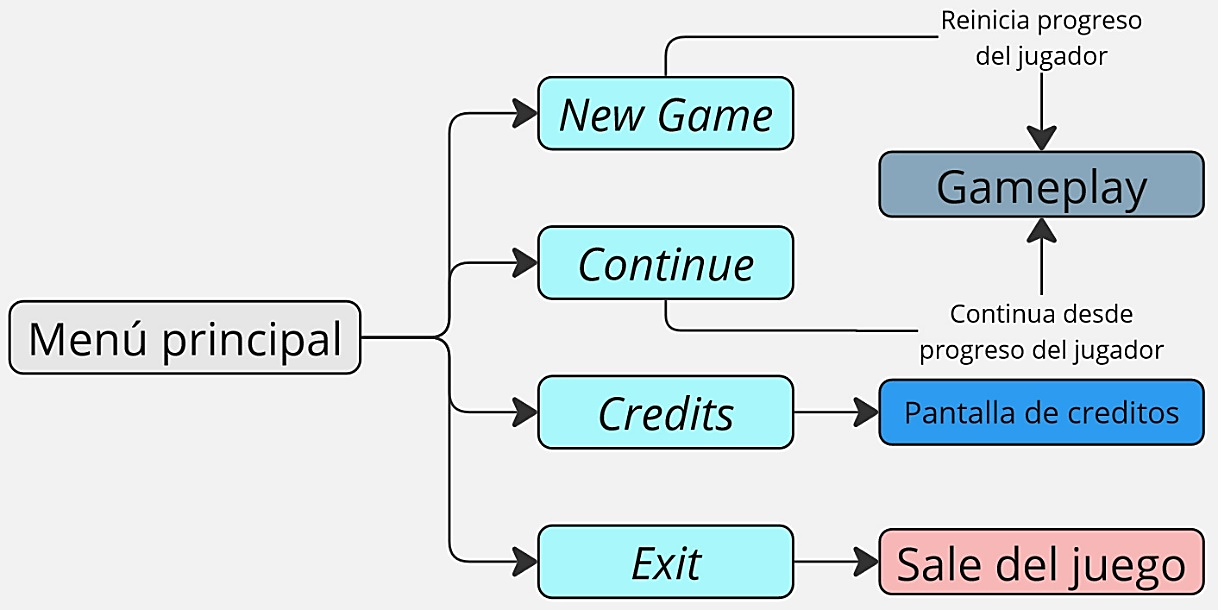 Reinicia progreso
del jugador
New Game
Gameplay
Continue
Continua desde
progreso del jugador
Menú principal
Credits
Pantalla de creditos
Exit
Sale del juego